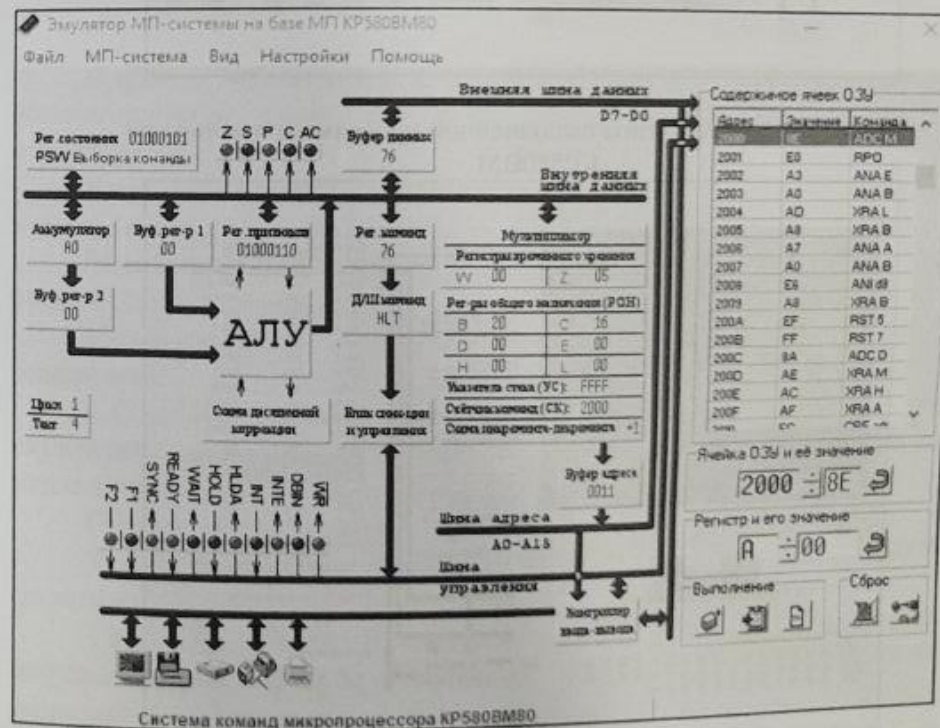 Эмулятор МП-системы на базе МП КР580ВМ80
Файл МП-система Вид Настройки Помощь
Внешняя шина данных
D7-D0
Рег состояния 01000101
PSW Выборка команды
Z S P C AC
Буфер данных
76
Внутренняя
шина данных
Аккумулятор
A0
Буф рег-р 1
00
Рег. признаков
01000110
Рег. команд
76
Мультиплексор
Регистры временного хранения
W 00 Z 05
Буф. рег-р 2
00
АЛУ
Д/Ш команд
HLT
Рег-ры общего назначения (РОН)
B 20 C 16
D 00 E 00
H 00 L 00
Указатель стека (УС): FFFF
Счётчик команд (СК): 2000
Схема инкремента-декремента +1
Цикл 1
Такт 4
Схема десятичной
коррекции
Блок синхр-ции
и управления
Буфер адреса
0011
F2 F1 SYNC READY WAIT HOLD HLDA INT INTE DBIN WR
Шина адреса
A0-A15
Шина
управления
Контроллер
ввода-вывода
Содержимое ячеек ОЗУ
Адрес Значение Команда
2000 8E ADC M
2001 E0 RPO
2002 A3 ANA E
2003 A0 ANA B
2004 AD XRA L
2005 A8 XRA B
2006 A7 ANA A
2007 A0 ANA B
2008 E6 ANI d8
2009 A8 XRA B
200A EF RST 5
200B FF RST 7
200C 8A ADC D
200D AE XRA M
200E AC XRA H
200F AF XRA A
Ячейка ОЗУ и её значение
2000 8E
Регистр и его значение
A 00
Выполнение
Сброс
Система команд микропроцессора КР580ВМ80